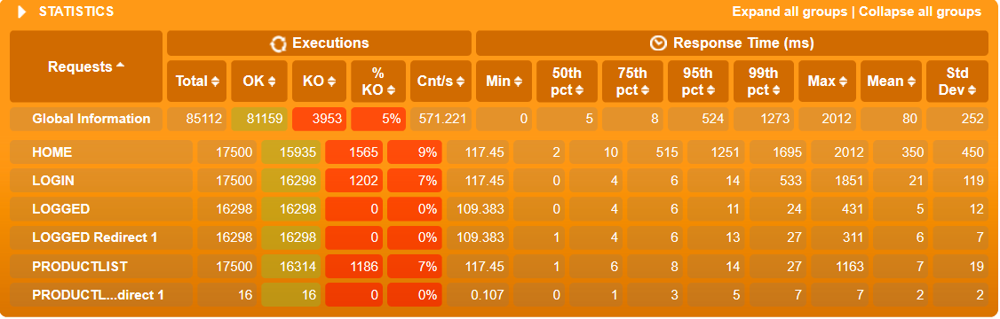 STATISTICS Expand all groups | Collapse all groups
Requests Executions Response Time (ms)
Total OK KO % KO Cnt/s Min 50th pct 75th pct 95th pct 99th pct Max Mean Std Dev
Global Information 85112 81159 3953 5% 571.221 0 5 8 524 1273 2012 80 252
HOME 17500 15935 1565 9% 117.45 2 10 515 1251 1695 2012 350 450
LOGIN 17500 16298 1202 7% 117.45 0 4 6 14 533 1851 21 119
LOGGED 16298 16298 0 0% 109.383 0 4 6 11 24 431 5 12
LOGGED Redirect 1 16298 16298 0 0% 109.383 1 4 6 13 27 311 6 7
PRODUCTLIST 17500 16314 1186 7% 117.45 1 6 8 14 27 1163 7 19
PRODUCTL...direct 1 16 16 0 0% 0.107 0 1 3 5 7 7 2 2